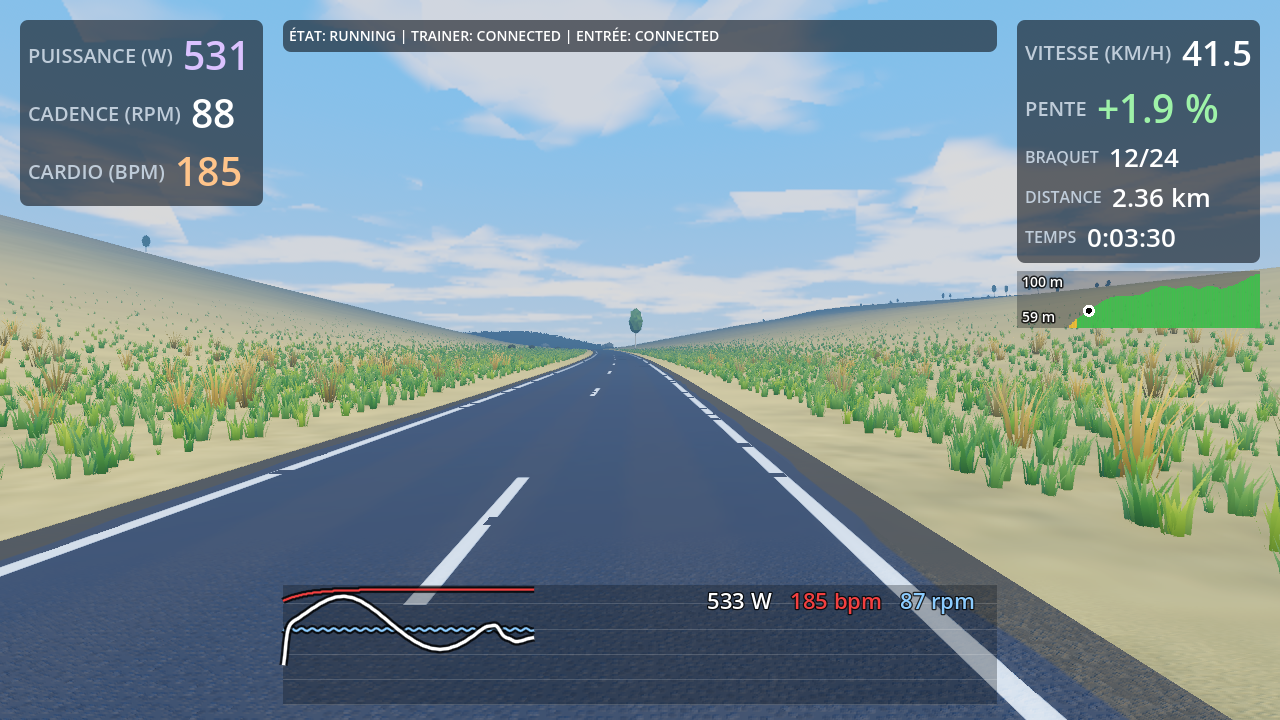 PUISSANCE (W) 531
CADENCE (RPM) 88
CARDIO (BPM) 185
ÉTAT: RUNNING | TRAINER: CONNECTED | ENTRÉE: CONNECTED
VITESSE (KM/H) 41.5
PENTE +1.9 %
BRAQUET 12/24
DISTANCE 2.36 km
TEMPS 0:03:30
100 m
59 m
533 W 185 bpm 87 rpm